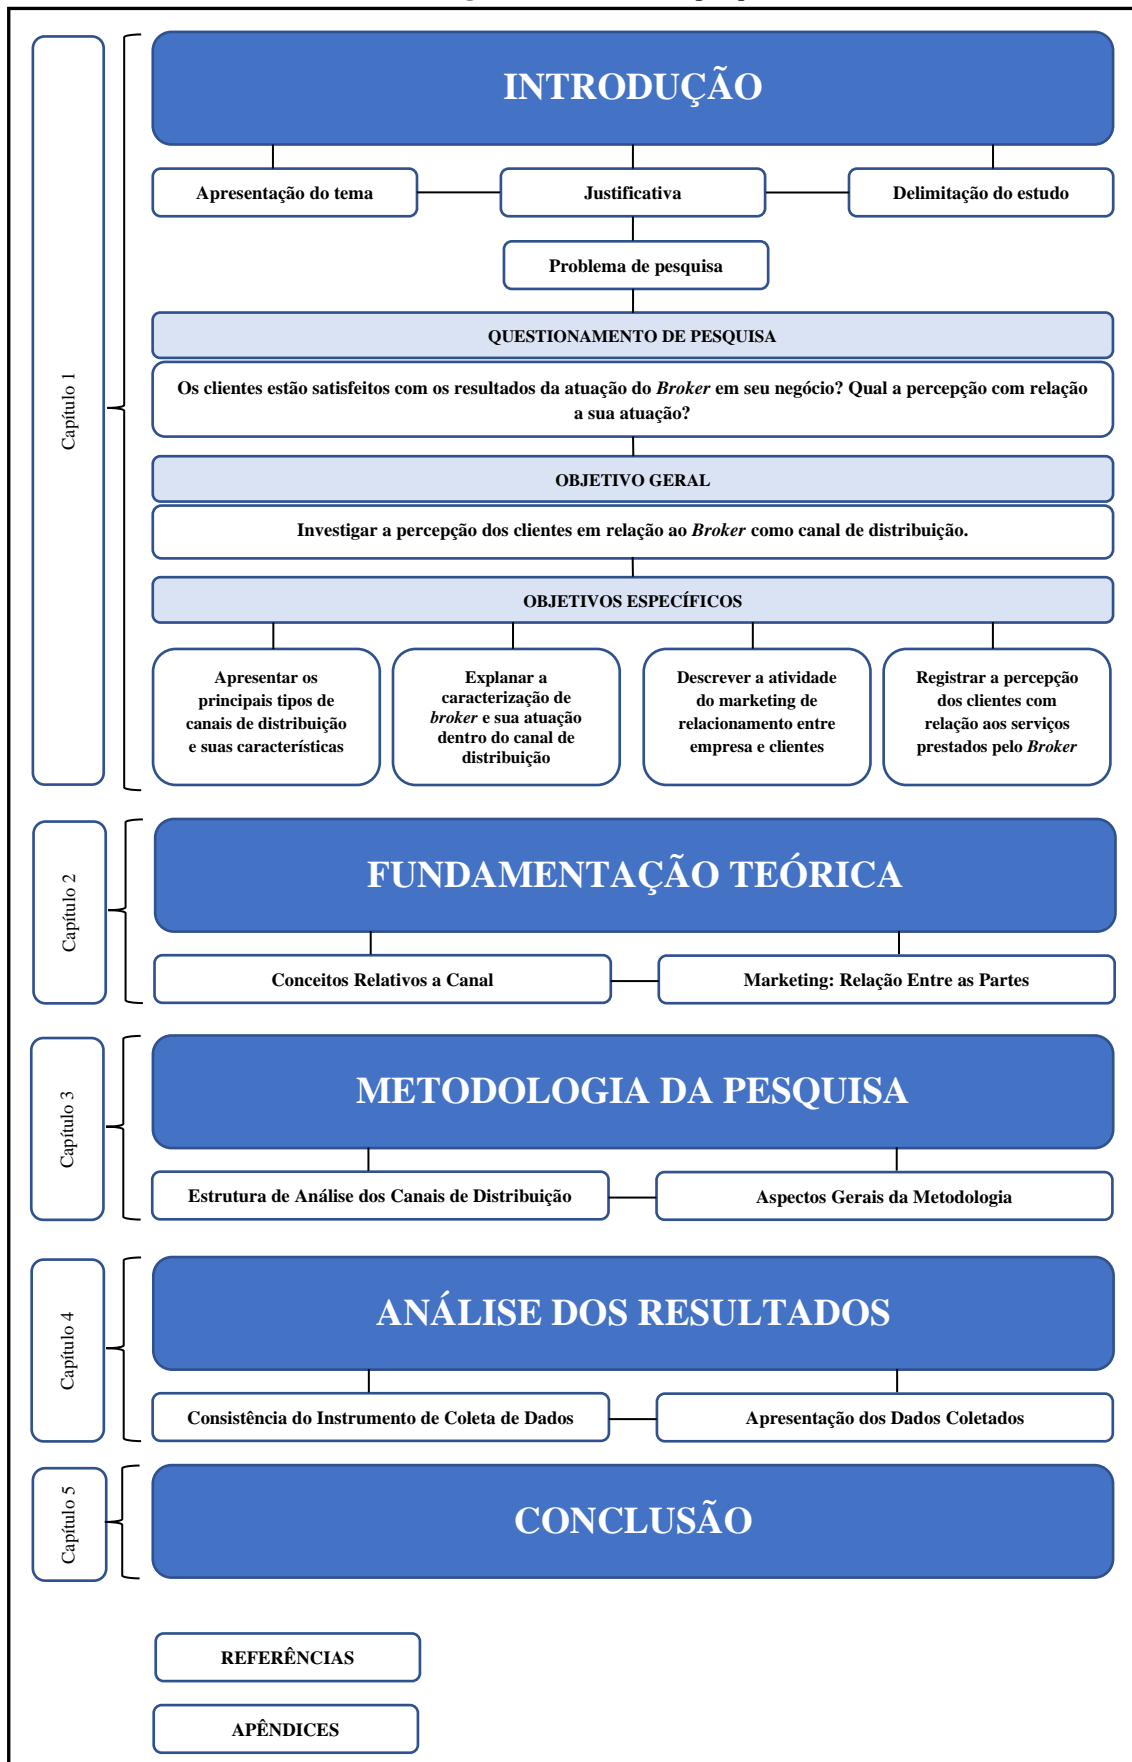 INTRODUÇÃO
Apresentação do tema
Justificativa
Delimitação do estudo
Problema de pesquisa
Capítulo 1
QUESTIONAMENTO DE PESQUISA
Os clientes estão satisfeitos com os resultados da atuação do Broker em seu negócio? Qual a percepção com relação
a sua atuação?
OBJETIVO GERAL
Investigar a percepção dos clientes em relação ao Broker como canal de distribuição.
OBJETIVOS ESPECÍFICOS
Apresentar os
principais tipos de
canais de distribuição
e suas características
Explanar a
caracterização de
broker e sua atuação
dentro do canal de
distribuição
Descrever a atividade
do marketing de
relacionamento entre
empresa e clientes
Registrar a percepção
dos clientes com
relação aos serviços
prestados pelo Broker
Capítulo 2
FUNDAMENTAÇÃO TEÓRICA
Conceitos Relativos a Canal
Marketing: Relação Entre as Partes
Capítulo 3
METODOLOGIA DA PESQUISA
Estrutura de Análise dos Canais de Distribuição
Aspectos Gerais da Metodologia
Capítulo 4
ANÁLISE DOS RESULTADOS
Consistência do Instrumento de Coleta de Dados
Apresentação dos Dados Coletados
Capítulo 5
CONCLUSÃO
REFERÊNCIAS
APÊNDICES